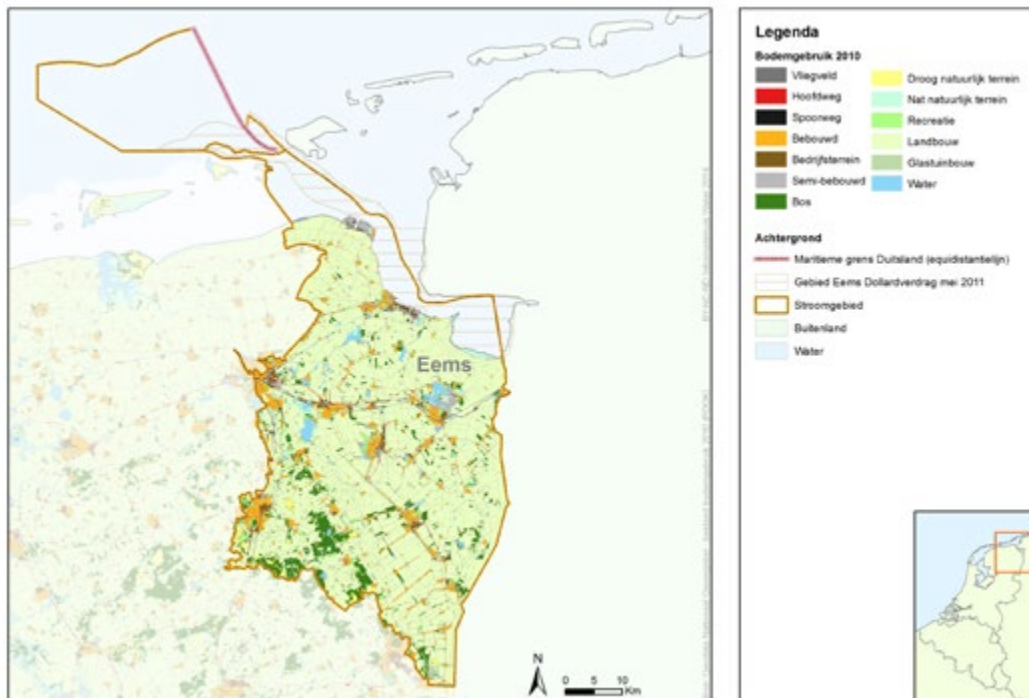 Eems
N
0 5 10
Km
Legenda
Bodemgebruik 2010
Vliegveld
Hoofdweg
Spoorweg
Bebouwd
Bedrijfsterrein
Semi-bebouwd
Bos
Droog natuurlijk terrein
Nat natuurlijk terrein
Recreatie
Landbouw
Glastuinbouw
Water
Achtergrond
Maritieme grens Duitsland (equidistantielijn)
Gebied Eems Dollardverdrag mei 2011
Stroomgebied
Buitenland
Water